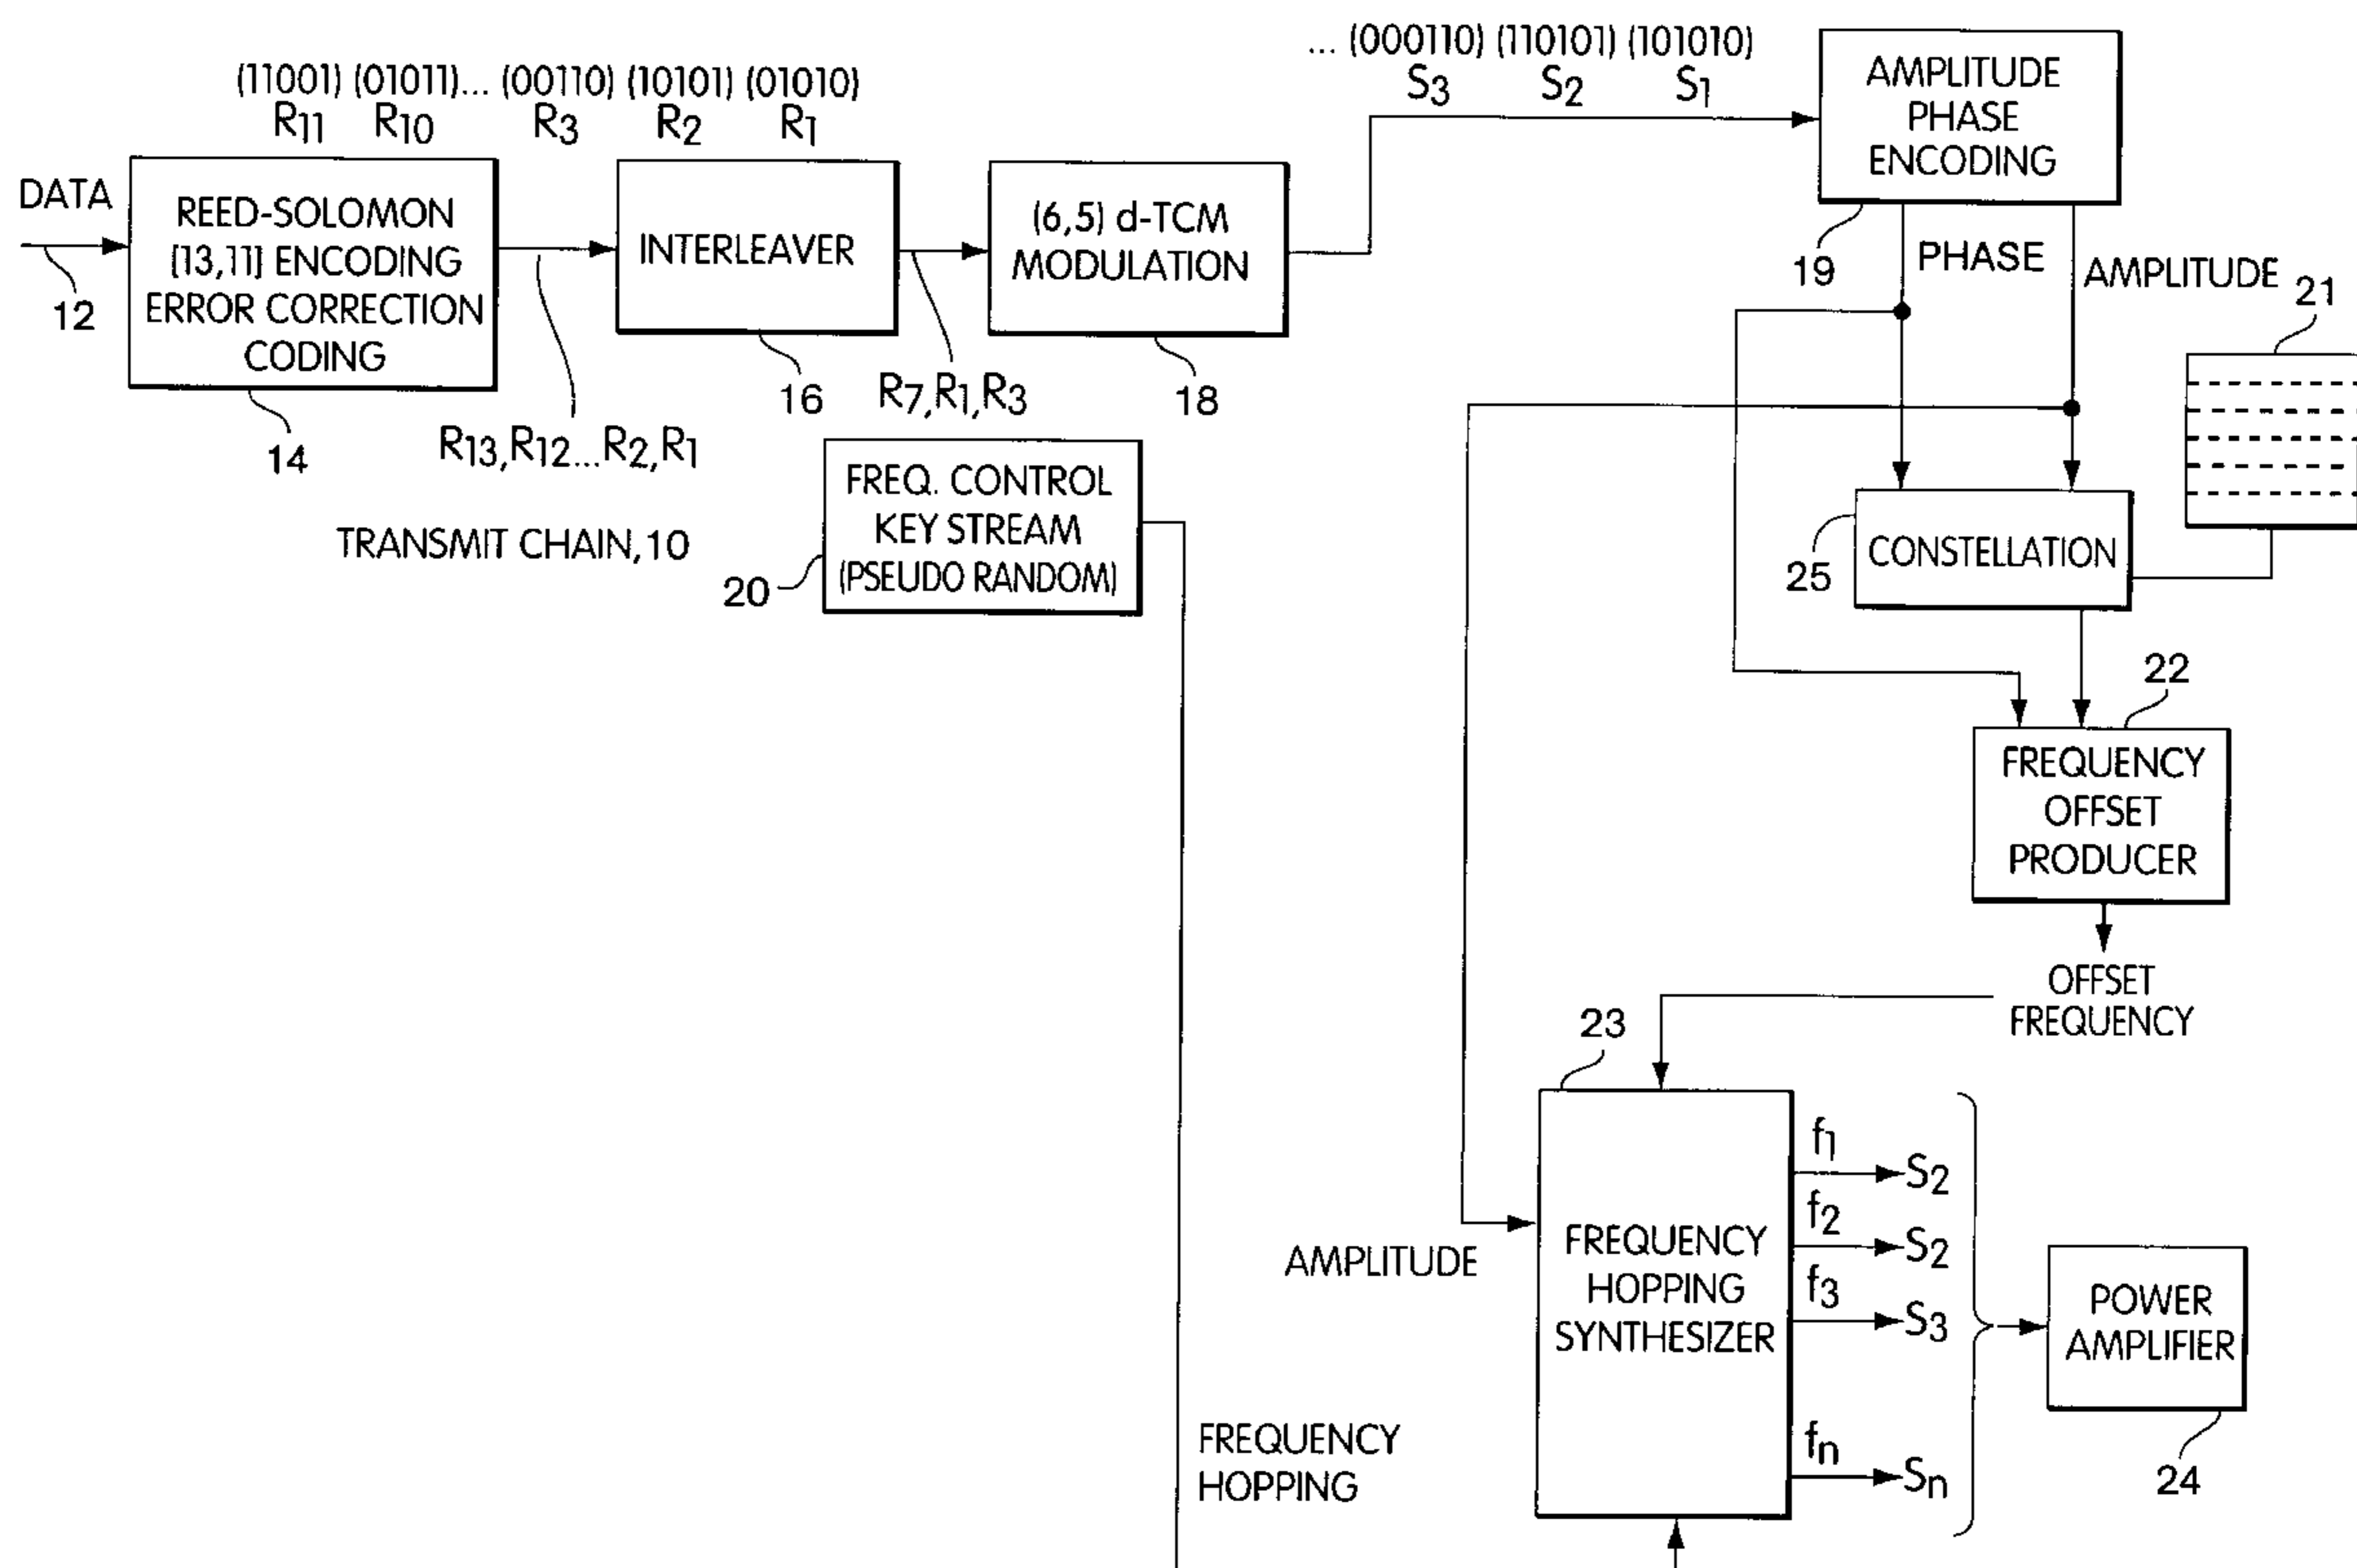 ... (000110) (110101) (101010)
S3 S2 S1
(11001) (01011)... (00110) (10101) (01010)
R11 R10 R3 R2 R1
DATA
12
REED-SOLOMON
[13,11] ENCODING
ERROR CORRECTION
CODING
14
R13,R12...R2,R1
INTERLEAVER
16
R7,R1,R3
(6,5) d-TCM
MODULATION
18
AMPLITUDE
PHASE
ENCODING
19
PHASE
AMPLITUDE
21
TRANSMIT CHAIN,10
FREQ. CONTROL
KEY STREAM
(PSEUDO RANDOM)
20
CONSTELLATION
25
22
FREQUENCY
OFFSET
PRODUCER
OFFSET
FREQUENCY
23
AMPLITUDE
FREQUENCY
HOPPING
SYNTHESIZER
f1 S2
f2 S2
f3 S3
fn Sn
POWER
AMPLIFIER
24
FREQUENCY
HOPPING